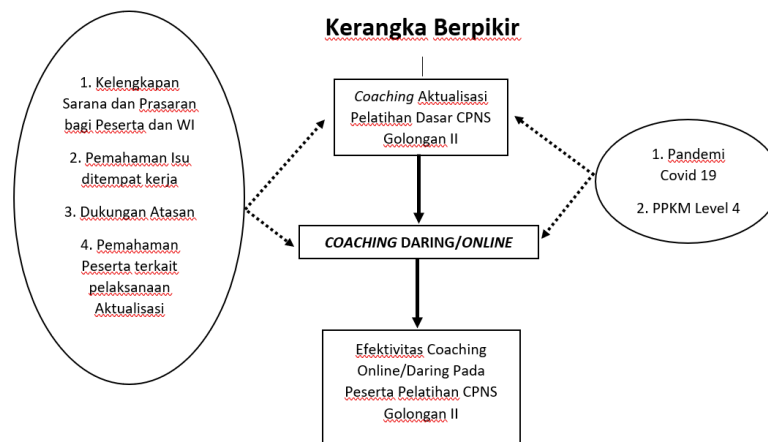 Kerangka Berpikir
1. Kelengkapan
Sarana dan Prasaran
bagi Peserta dan WI
2. Pemahaman Isu
ditempat kerja
3. Dukungan Atasan
4. Pemahaman
Peserta terkait
pelaksanaan
Aktualisasi
Coaching Aktualisasi
Pelatihan Dasar CPNS
Golongan II
COACHING DARING/ONLINE
Efektivitas Coaching
Online/Daring Pada
Peserta Pelatihan CPNS
Golongan II
1. Pandemi
Covid 19
2. PPKM Level 4